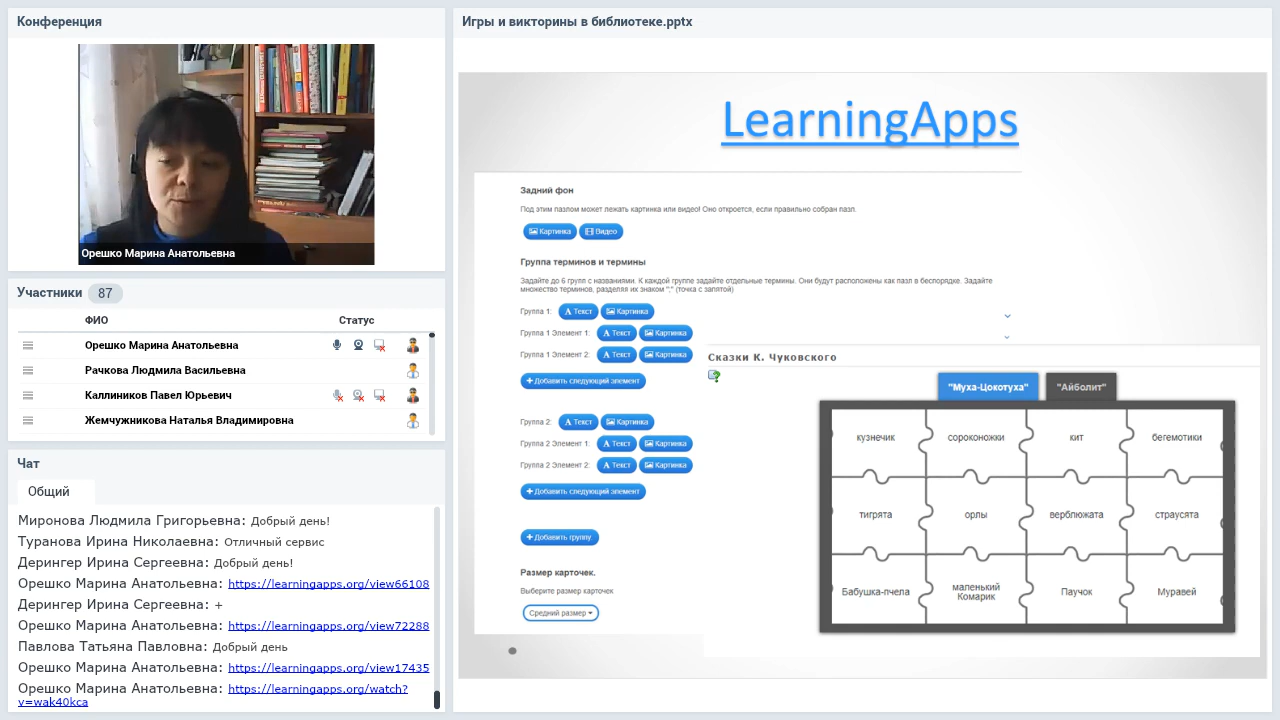 Конференция
Орешко Марина Анатольевна
Участники 87
ФИО Статус
Орешко Марина Анатольевна
Рачкова Людмила Васильевна
Каллиников Павел Юрьевич
Жемчужникова Наталья Владимировна
Чат
Общий
Миронова Людмила Григорьевна: Добрый день!
Туранова Ирина Николаевна: Отличный сервис
Дерингер Ирина Сергеевна: Добрый день!
Орешко Марина Анатольевна: https://learningapps.org/view66108
Дерингер Ирина Сергеевна: +
Орешко Марина Анатольевна: https://learningapps.org/view72288
Павлова Татьяна Павловна: Добрый день
Орешко Марина Анатольевна: https://learningapps.org/view17435
Орешко Марина Анатольевна: https://learningapps.org/watch?
v=wak40kca
Игры и викторины в библиотеке.pptx
LearningApps
Задний фон
Под этим пазлом может лежать картинка или видео! Оно откроется, если правильно собран пазл.
Картинка Видео
Группа терминов и термины
Задайте до 6 групп с названиями. К каждой группе задайте отдельные термины. Они будут расположены как пазл в беспорядке. Задайте
множество терминов, разделяя их знаком ";" (точка с запятой)
Группа 1: Текст Картинка
Группа 1 Элемент 1: Текст Картинка
Группа 1 Элемент 2: Текст Картинка
Добавить следующий элемент
Группа 2: Текст Картинка
Группа 2 Элемент 1: Текст Картинка
Группа 2 Элемент 2: Текст Картинка
Добавить следующий элемент
Добавить группу
Размер карточек.
Выберите размер карточек
Средний размер
Сказки К. Чуковского
"Муха-Цокотуха" "Айболит"
кузнечик сороконожки кит бегемотики
тигрята орлы верблюжата страусята
Бабушка-пчела маленький Комарик Паучок Муравей